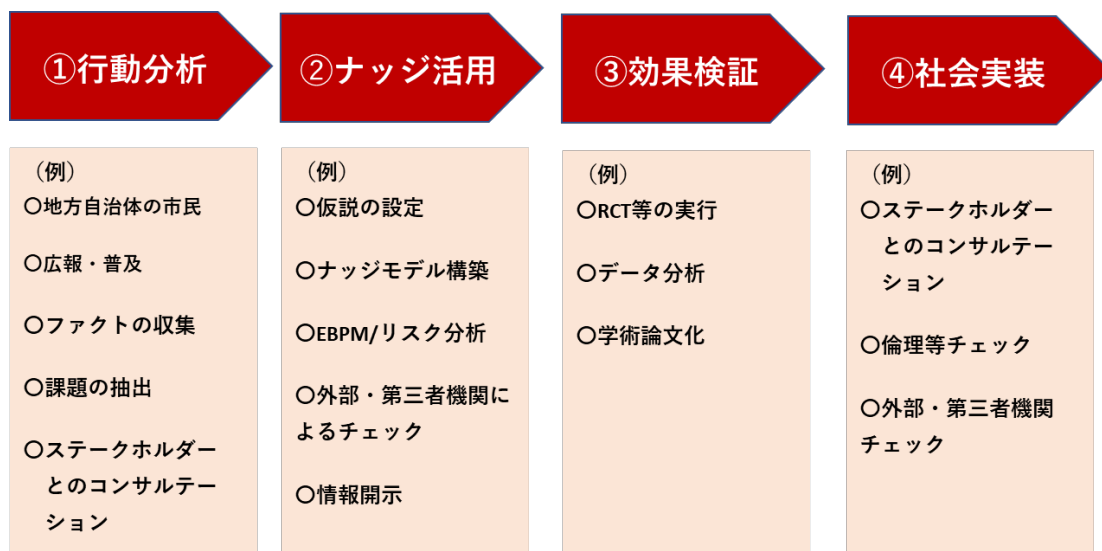 ①行動分析
②ナッジ活用
③効果検証
④社会実装
（例）
〇地方自治体の市民
〇広報・普及
〇ファクトの収集
〇課題の抽出
〇ステークホルダー
とのコンサルテー
ション
（例）
〇仮説の設定
〇ナッジモデル構築
〇EBPM/リスク分析
〇外部・第三者機関に
よるチェック
〇情報開示
（例）
〇RCT等の実行
〇データ分析
〇学術論文化
（例）
〇ステークホルダー
とのコンサルテー
ション
〇倫理等チェック
〇外部・第三者機関
チェック